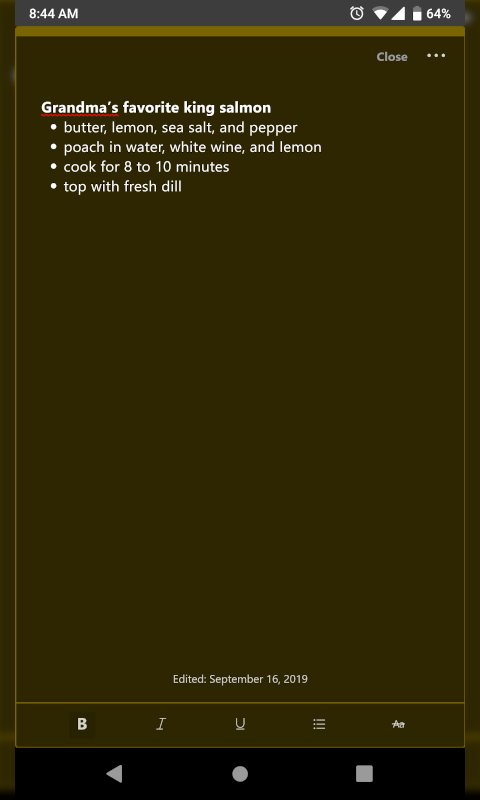 8:44 AM 64%
Close
Grandma's favorite king salmon
• butter, lemon, sea salt, and pepper
• poach in water, white wine, and lemon
• cook for 8 to 10 minutes
• top with fresh dill
Edited: September 16, 2019
B I U Aa